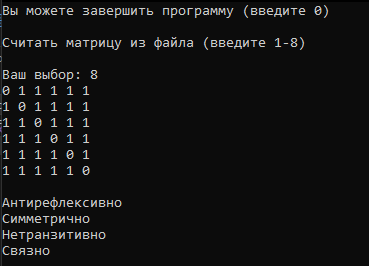 Вы можете завершить программу (введите 0)
Считать матрицу из файла (введите 1-8)
Ваш выбор: 8
0 1 1 1 1 1
1 0 1 1 1 1
1 1 0 1 1 1
1 1 1 0 1 1
1 1 1 1 0 1
1 1 1 1 1 0
Антирефлексивно
Симметрично
Нетранзитивно
Связно